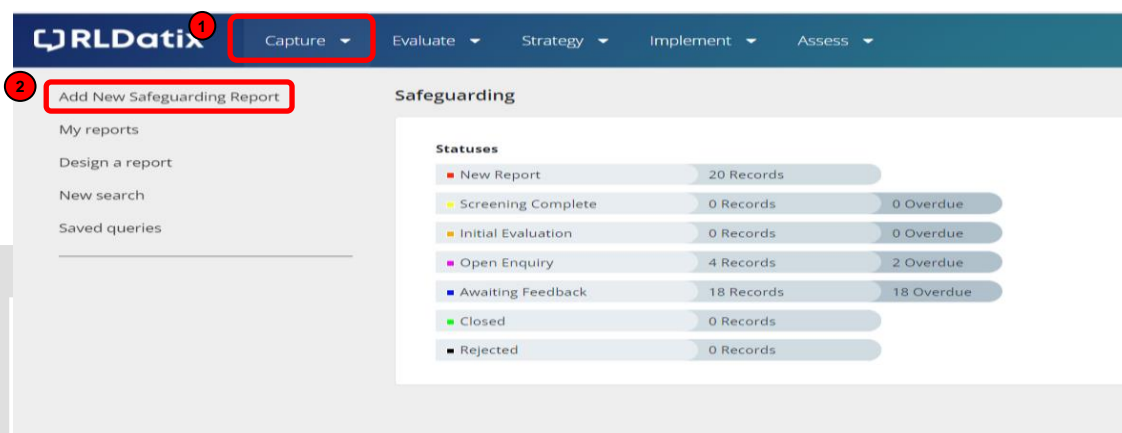 RLDatix 1 Capture Evaluate Strategy Implement Assess
2 Add New Safeguarding Report
My reports
Design a report
New search
Saved queries
Safeguarding
Statuses
New Report 20 Records
Screening Complete 0 Records 0 Overdue
Initial Evaluation 0 Records 0 Overdue
Open Enquiry 4 Records 2 Overdue
Awaiting Feedback 18 Records 18 Overdue
Closed 0 Records
Rejected 0 Records